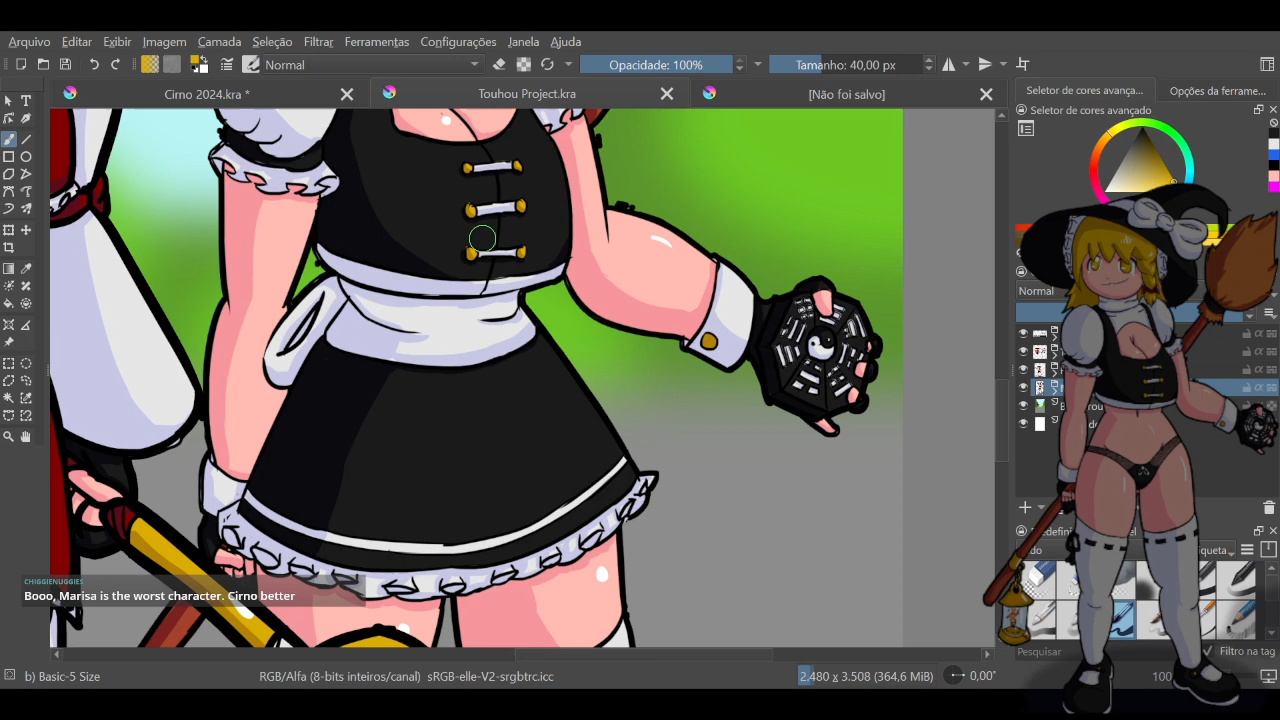 Arquivo Editar Exibir Imagem Camada Seleção Filtrar Ferramentas Configurações Janela Ajuda
Normal Opacidade: 100% Tamanho: 40,00 px
Cirno 2024.kra * Touhou Project.kra [Não foi salvo]
Seletor de cores avança... Opções da ferrame...
Seletor de cores avançado
Normal
CHIGGIENUGGIES
Booo, Marisa is the worst character. Cirno better
Pesquisar Filtro na tag
b) Basic-5 Size RGB/Alfa (8-bits inteiros/canal) sRGB-elle-V2-srgbtrc.icc 2.480 x 3.508 (364,6 MiB) 0,00° 100